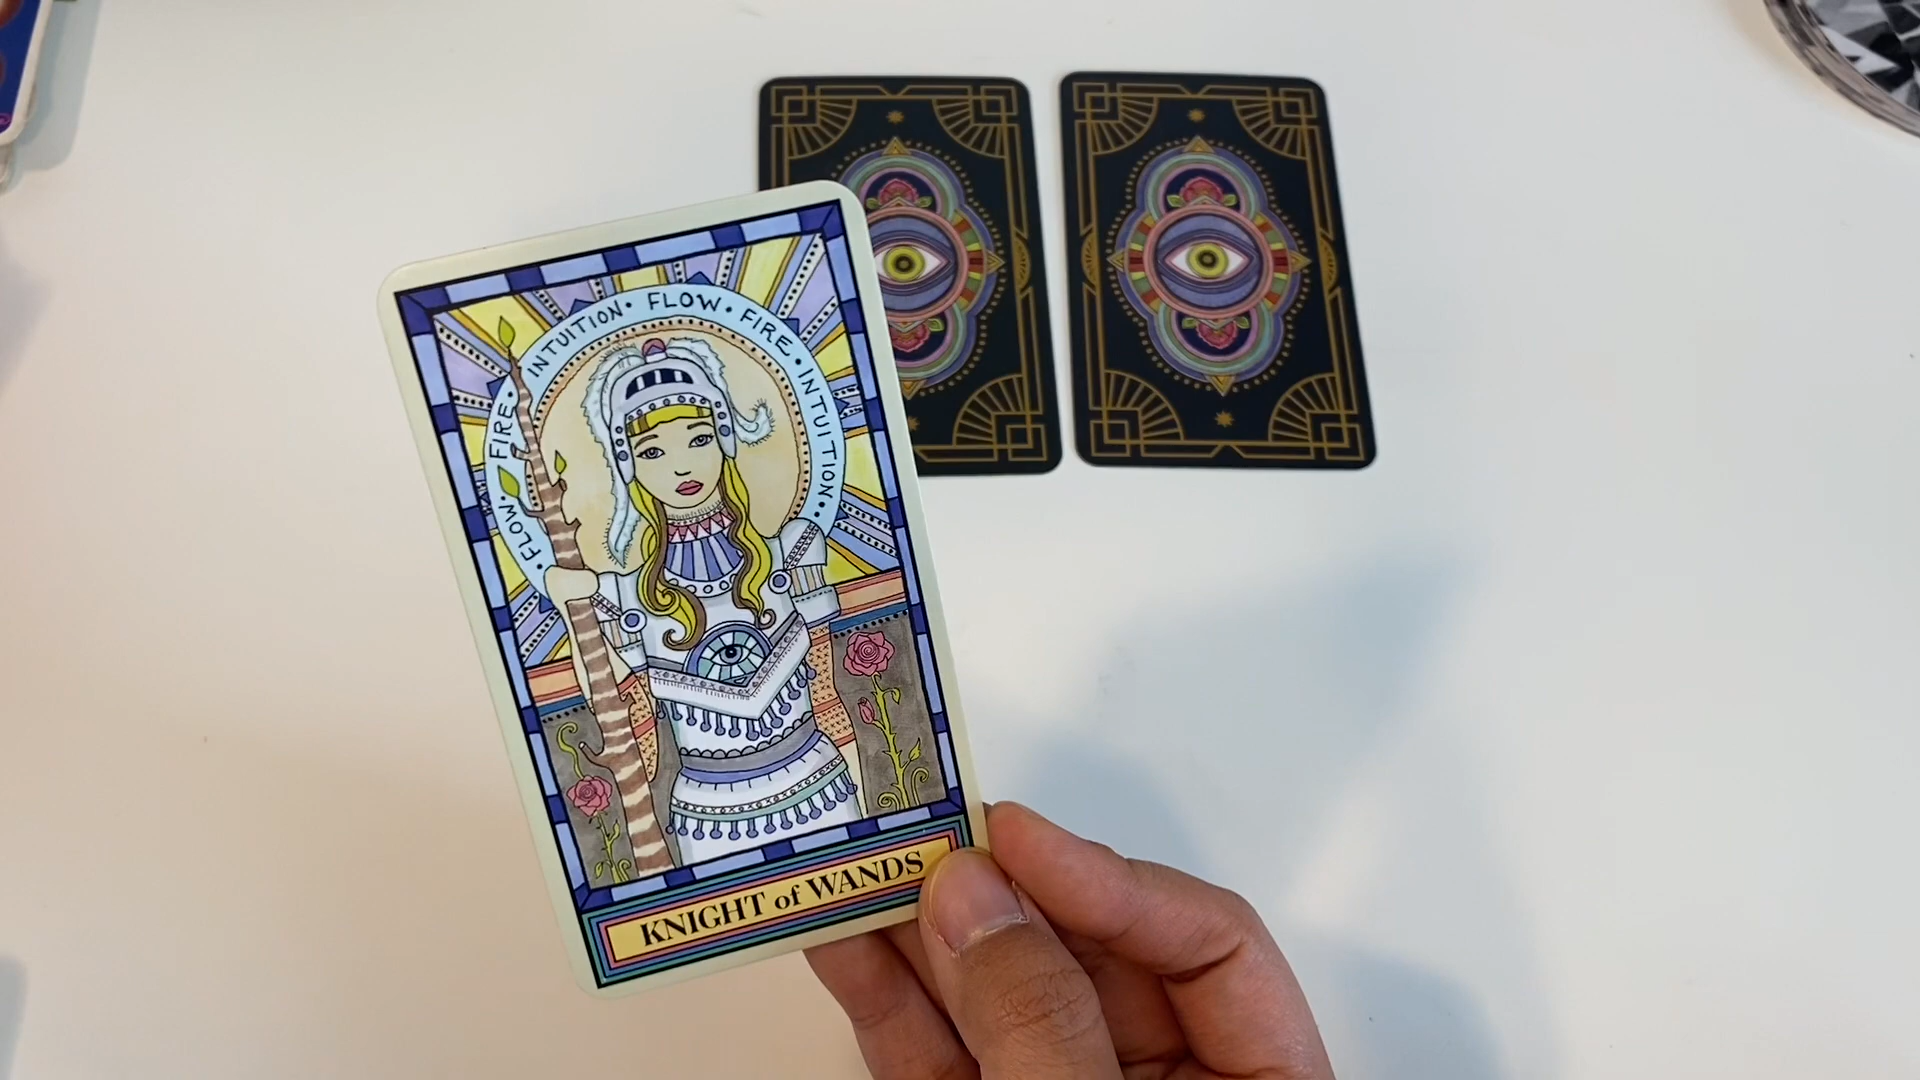 • FLOW • FIRE • INTUITION • FLOW • FIRE • INTUITION •
KNIGHT of WANDS